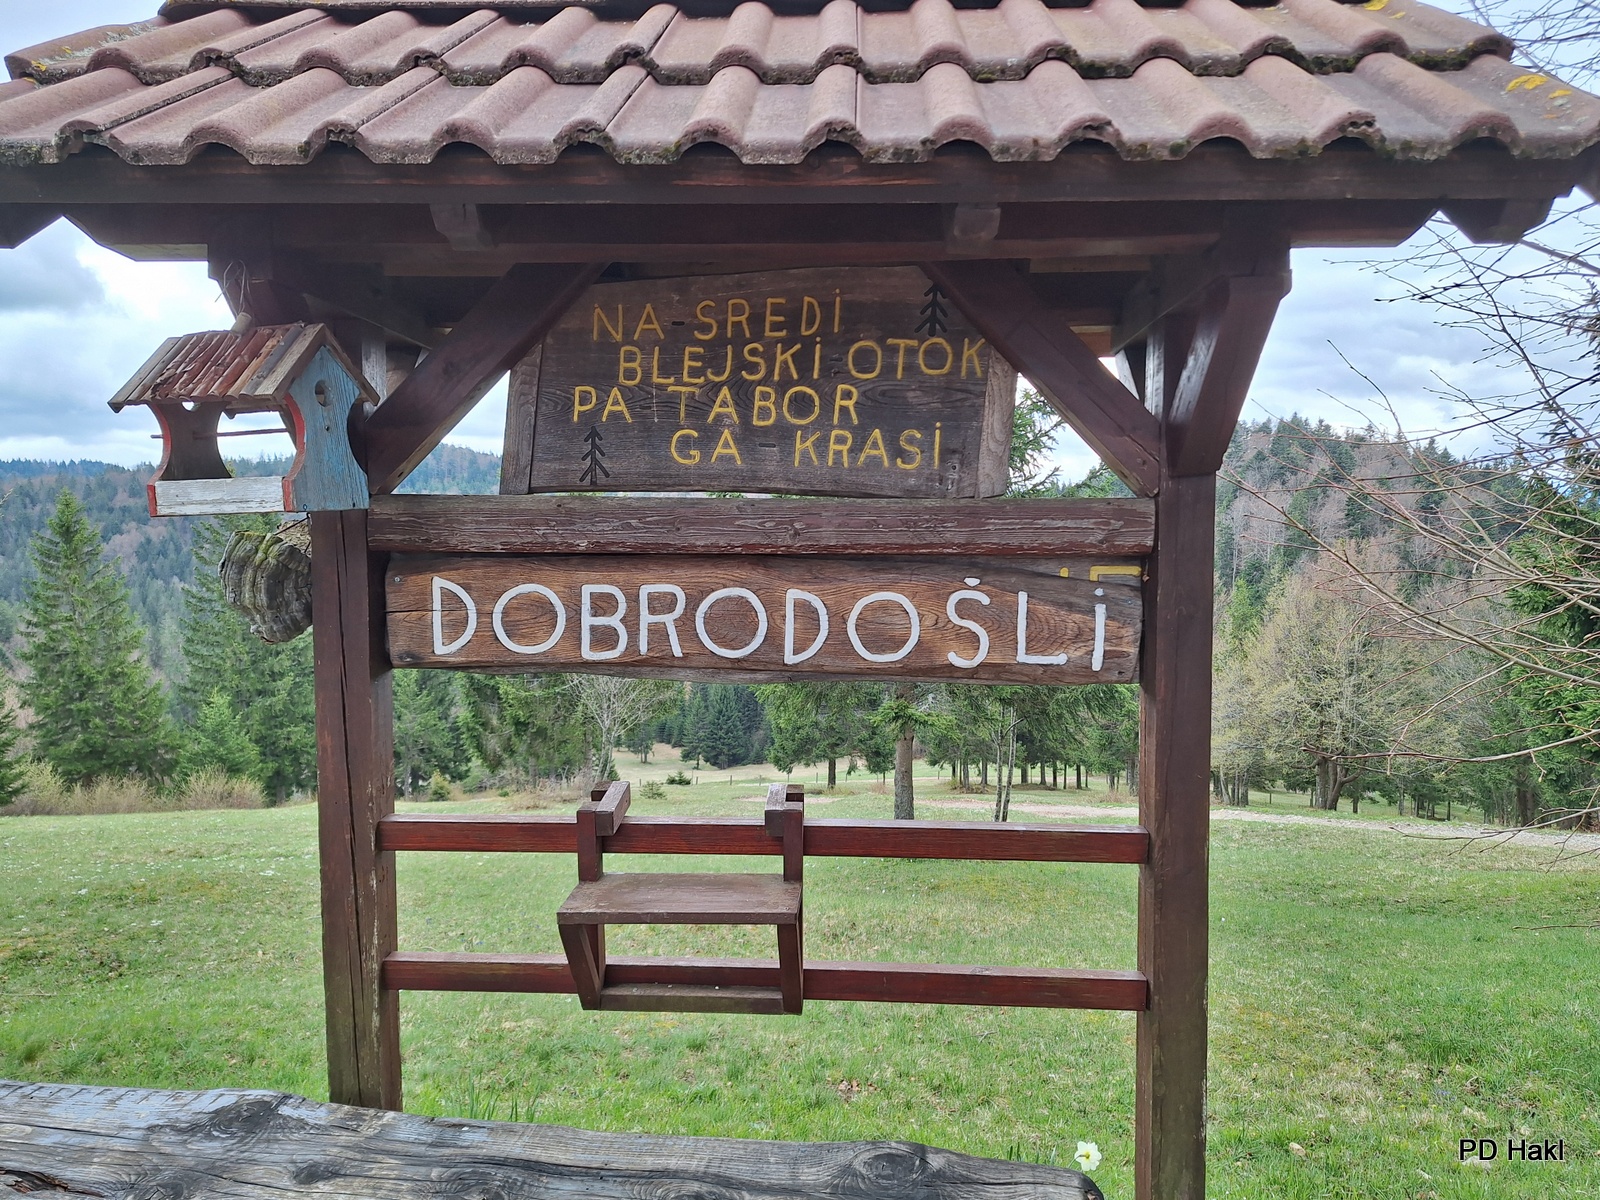 NA-SREDI
BLEJSKI OTOK
PA TABOR
GA-KRASI
DOBRODOŠLI
PD Hakl